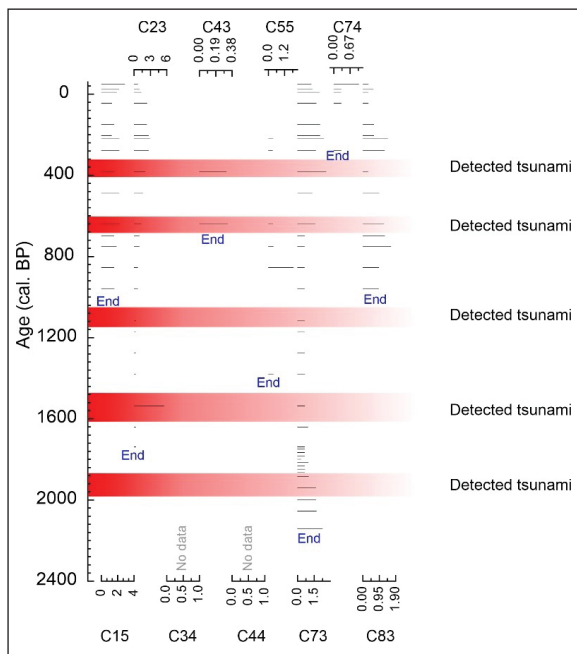 C23 C43 C55 C74
0 3 6
0.00 0.19 0.38
0.0 1.2
0.00 0.67
Age (cal. BP)
0
400
800
1200
1600
2000
2400
End
Detected tsunami
Detected tsunami
End
End
End
Detected tsunami
End
Detected tsunami
End
Detected tsunami
End
No data
No data
0 2 4
0.0 0.5 1.0
0.0 0.5 1.0
0.0 1.5
0.00 0.95 1.90
C15 C34 C44 C73 C83